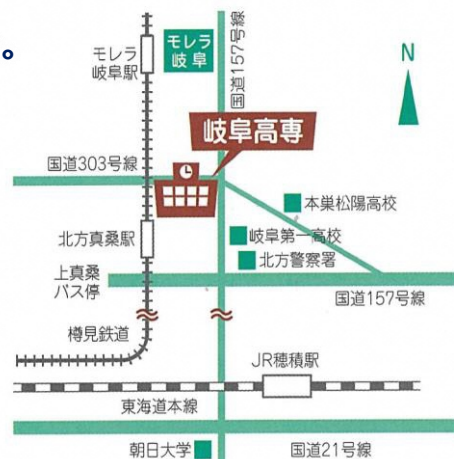 モレラ
岐阜駅
モレラ
岐阜
国道157号線
N
岐阜高専
国道303号線
本巣松陽高校
北方真桑駅
岐阜第一高校
北方警察署
上真桑
バス停
国道157号線
樽見鉄道
JR穂積駅
東海道本線
朝日大学
国道21号線